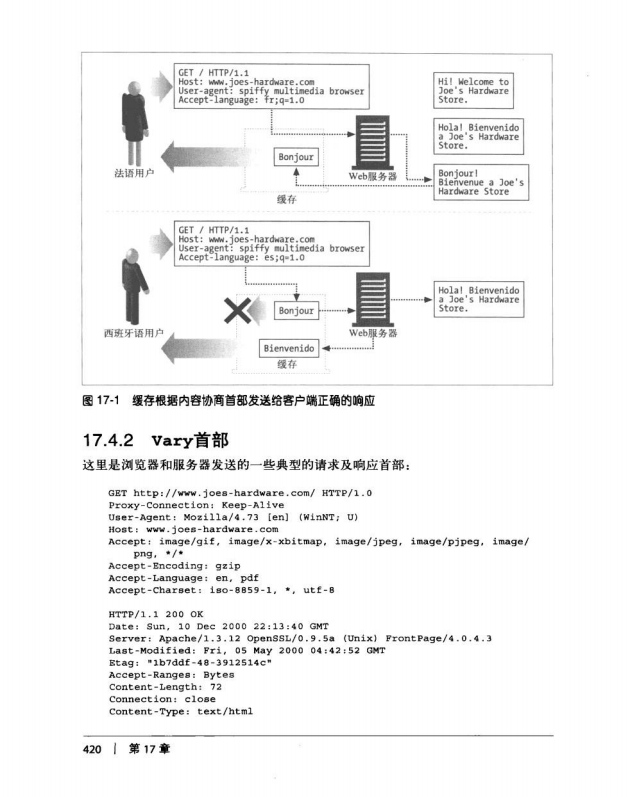 GET / HTTP/1.1
Host: www.joes-hardware.com
User-agent: spiffy multimedia browser
Accept-language: fr;q=1.0
Hi! Welcome to
Joe's Hardware
Store.
Hola! Bienvenido
a Joe's Hardware
Store.
Bonjour!
Bienvenue a Joe's
Hardware Store
法语用户
Bonjour
缓存
Web服务器
GET / HTTP/1.1
Host: www.joes-hardware.com
User-agent: spiffy multimedia browser
Accept-language: es;q=1.0
Hola! Bienvenido
a Joe's Hardware
Store.
Bonjour
西班牙语用户
Web服务器
Bienvenido
缓存
图 17-1 缓存根据内容协商首部发送给客户端正确的响应
17.4.2 Vary首部
这里是浏览器和服务器发送的一些典型的请求及响应首部：
GET http://www.joes-hardware.com/ HTTP/1.0
Proxy-Connection: Keep-Alive
User-Agent: Mozilla/4.73 [en] (WinNT; U)
Host: www.joes-hardware.com
Accept: image/gif, image/x-xbitmap, image/jpeg, image/pjpeg, image/
png, */*
Accept-Encoding: gzip
Accept-Language: en, pdf
Accept-Charset: iso-8859-1, *, utf-8
HTTP/1.1 200 OK
Date: Sun, 10 Dec 2000 22:13:40 GMT
Server: Apache/1.3.12 OpenSSL/0.9.5a (Unix) FrontPage/4.0.4.3
Last-Modified: Fri, 05 May 2000 04:42:52 GMT
Etag: "1b7ddf-48-3912514c"
Accept-Ranges: Bytes
Content-Length: 72
Connection: close
Content-Type: text/html
420 | 第 17 章